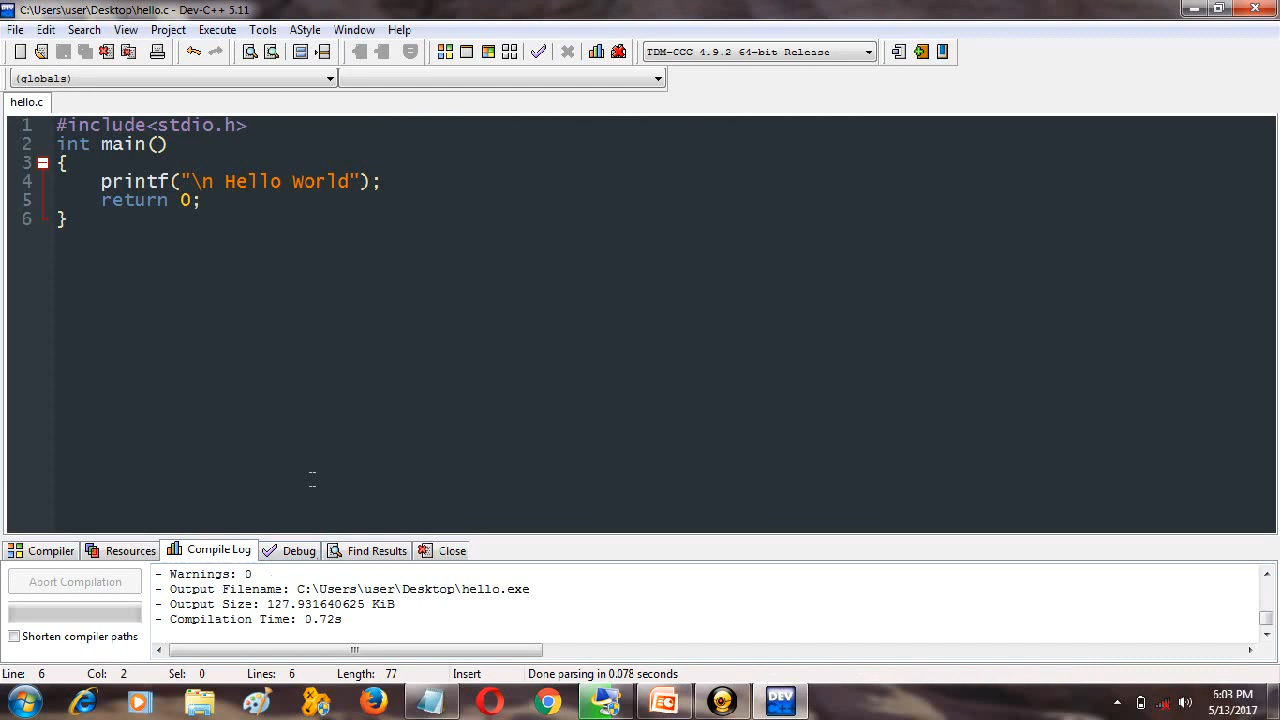 C:\Users\user\Desktop\hello.c - Dev-C++ 5.11
File Edit Search View Project Execute Tools AStyle Window Help
TDM-GCC 4.9.2 64-bit Release
(globals)
hello.c
1 #include<stdio.h>
2 int main()
3 {
4 printf("\n Hello World");
5 return 0;
6 }
Compiler Resources Compile Log Debug Find Results Close
Abort Compilation
Shorten compiler paths
- Warnings: 0
- Output Filename: C:\Users\user\Desktop\hello.exe
- Output Size: 127.931640625 KiB
- Compilation Time: 0.72s
Line: 6 Col: 2 Sel: 0 Lines: 6 Length: 77 Insert Done parsing in 0.078 seconds
DEV
6:03 PM
5/13/2017